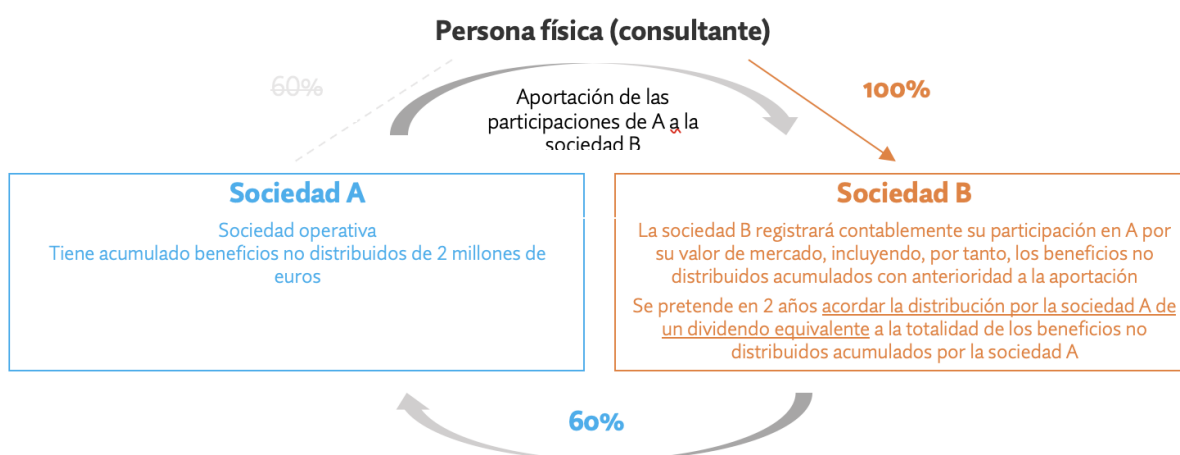 Persona física (consultante)
60%
100%
Aportación de las
participaciones de A a la
sociedad B
Sociedad A
Sociedad operativa
Tiene acumulado beneficios no distribuidos de 2 millones de
euros
Sociedad B
La sociedad B registrará contablemente su participación en A por
su valor de mercado, incluyendo, por tanto, los beneficios no
distribuidos acumulados con anterioridad a la aportación
Se pretende en 2 años acordar la distribución por la sociedad A de
un dividendo equivalente a la totalidad de los beneficios no
distribuidos acumulados por la sociedad A
60%